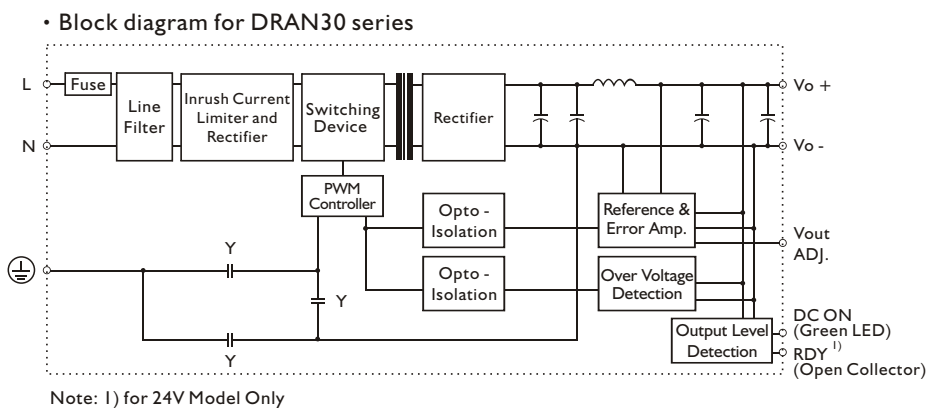 • Block diagram for DRAN30 series
L
Fuse
Line
Filter
Inrush Current
Limiter and
Rectifier
Switching
Device
Rectifier
Vo +
N
Vo -
PWM
Controller
Opto -
Isolation
Reference &
Error Amp.
Vout
ADJ.
Y
Opto -
Isolation
Over Voltage
Detection
Y
Y
Output Level
Detection
DC ON
(Green LED)
RDY 1)
(Open Collector)
Note: 1) for 24V Model Only